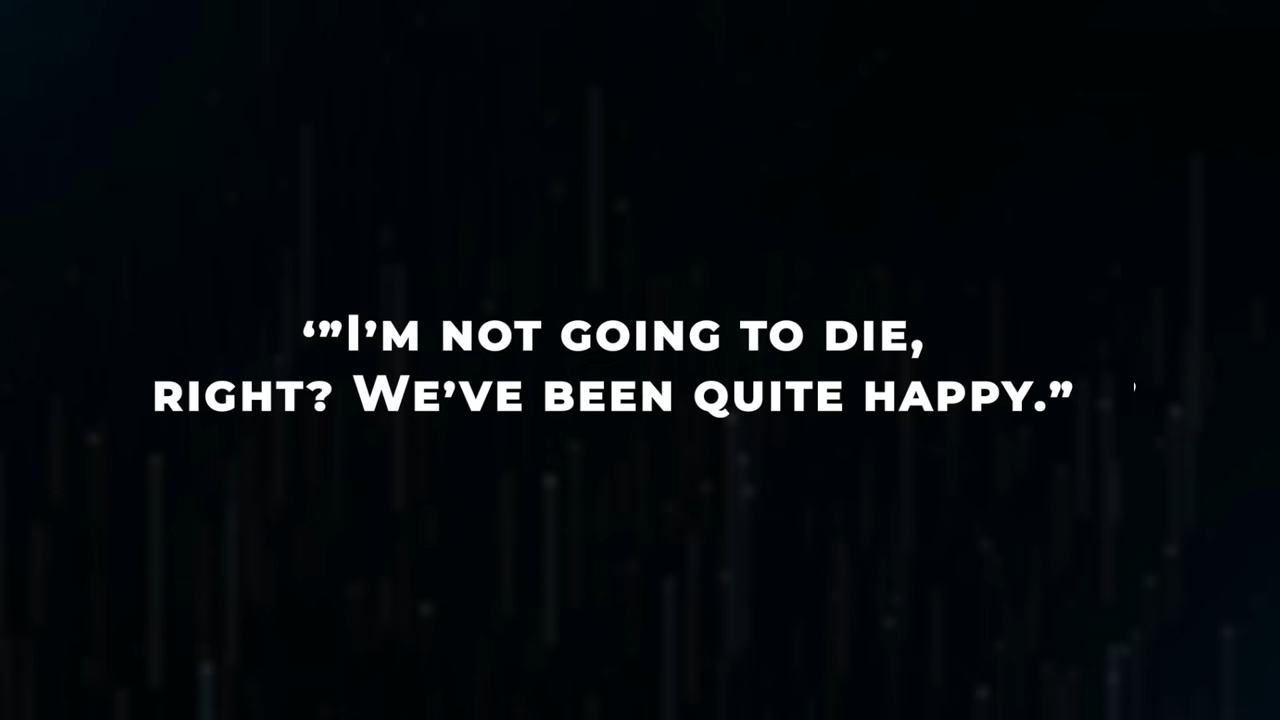 ‘”I’m not going to die,
right? We’ve been quite happy.” ’